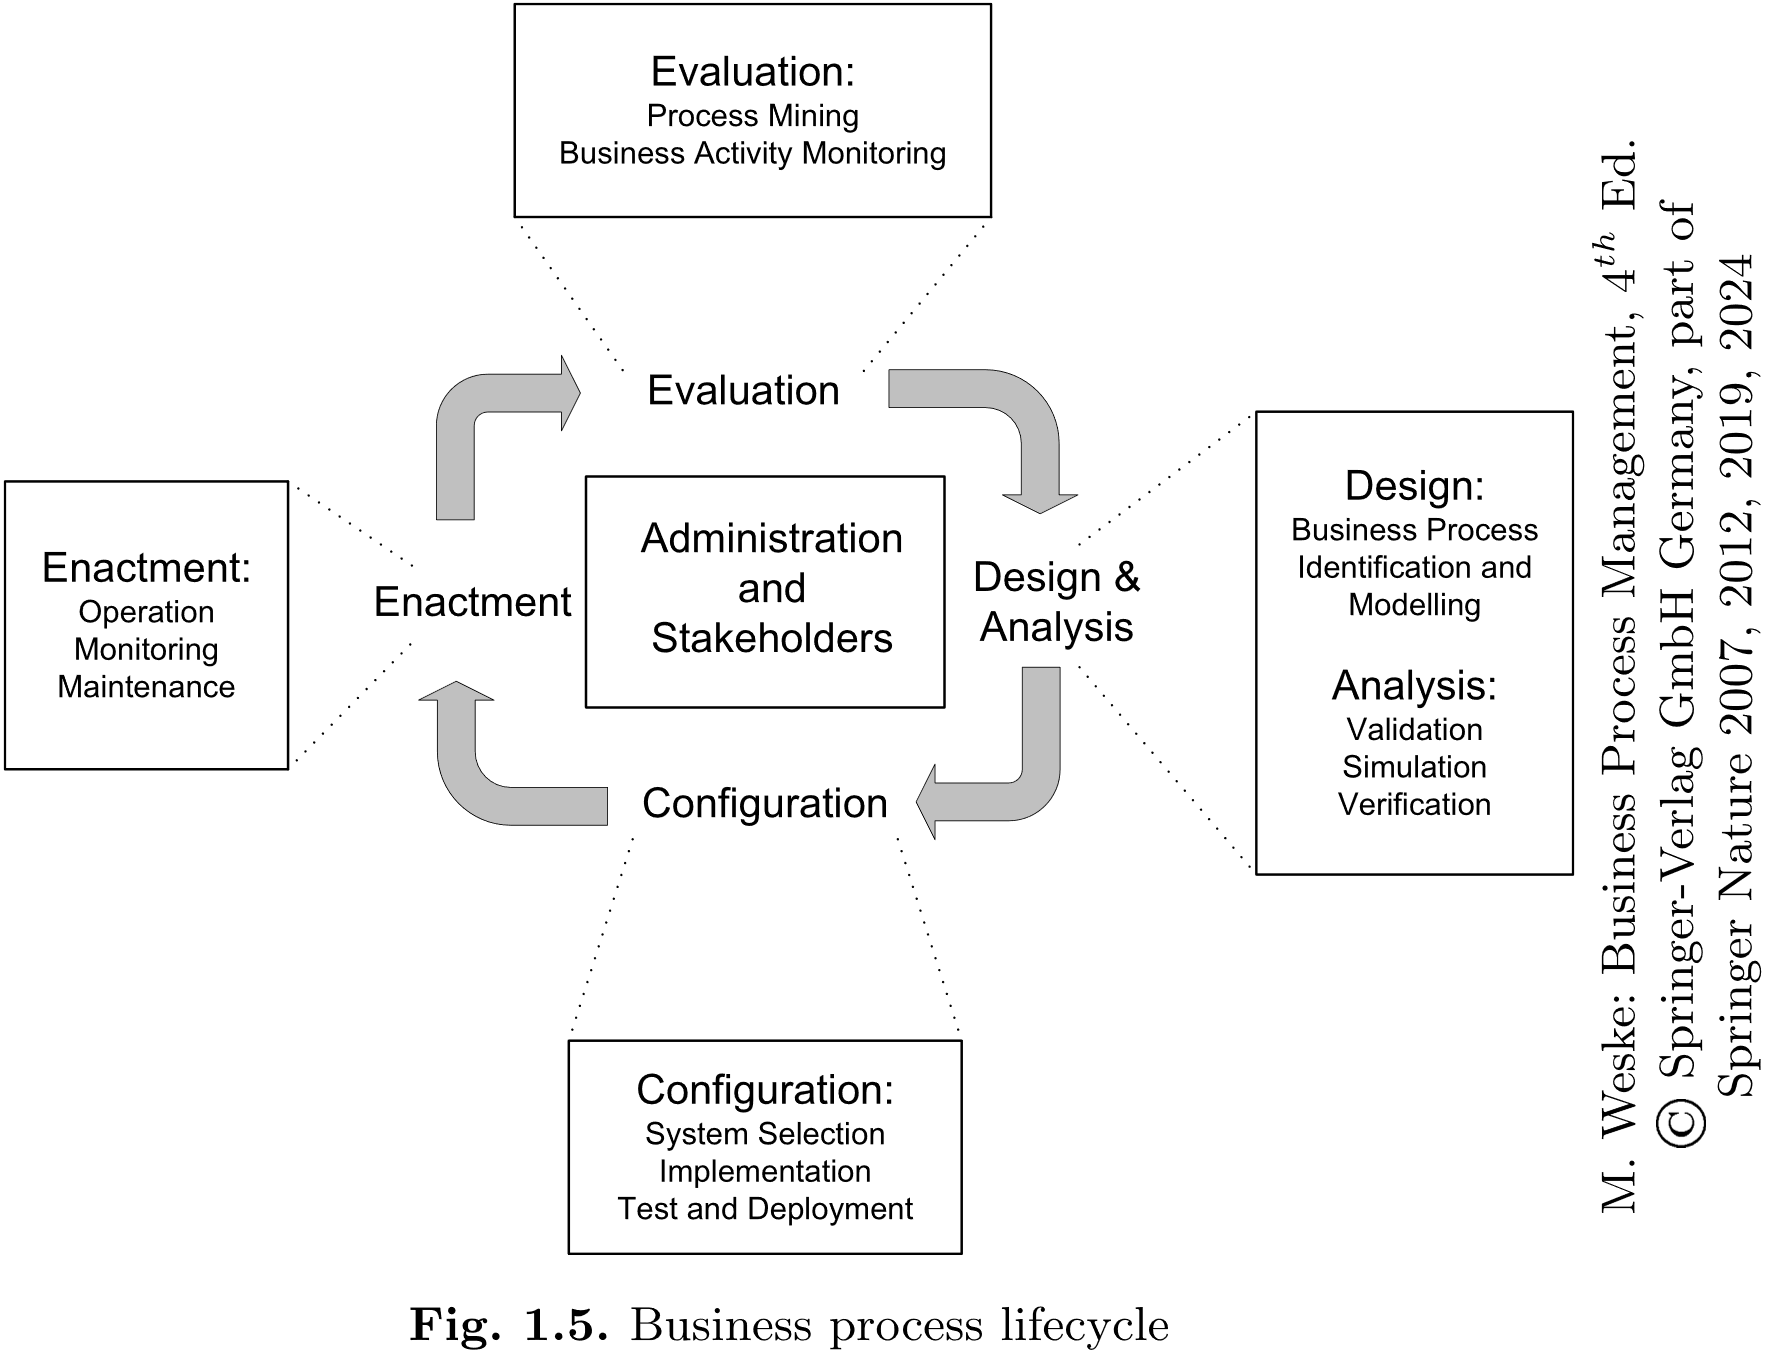 Evaluation:
Process Mining
Business Activity Monitoring
Evaluation
Enactment:
Operation
Monitoring
Maintenance
Enactment
Administration
and
Stakeholders
Design &
Analysis
Design:
Business Process
Identification and
Modelling
Analysis:
Validation
Simulation
Verification
Configuration
Configuration:
System Selection
Implementation
Test and Deployment
Fig. 1.5. Business process lifecycle
M. Weske: Business Process Management, 4th Ed.
© Springer-Verlag GmbH Germany, part of
Springer Nature 2007, 2012, 2019, 2024